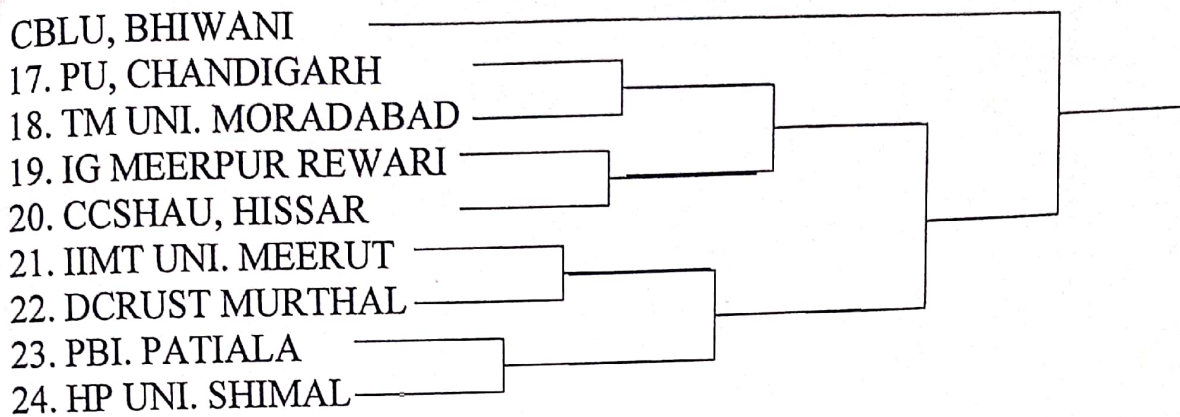 CBLU, BHIWANI
17. PU, CHANDIGARH
18. TM UNI. MORADABAD
19. IG MEERPUR REWARI
20. CCSHAU, HISSAR
21. IIMT UNI. MEERUT
22. DCRUST MURTHAL
23. PBI. PATIALA
24. HP UNI. SHIMAL